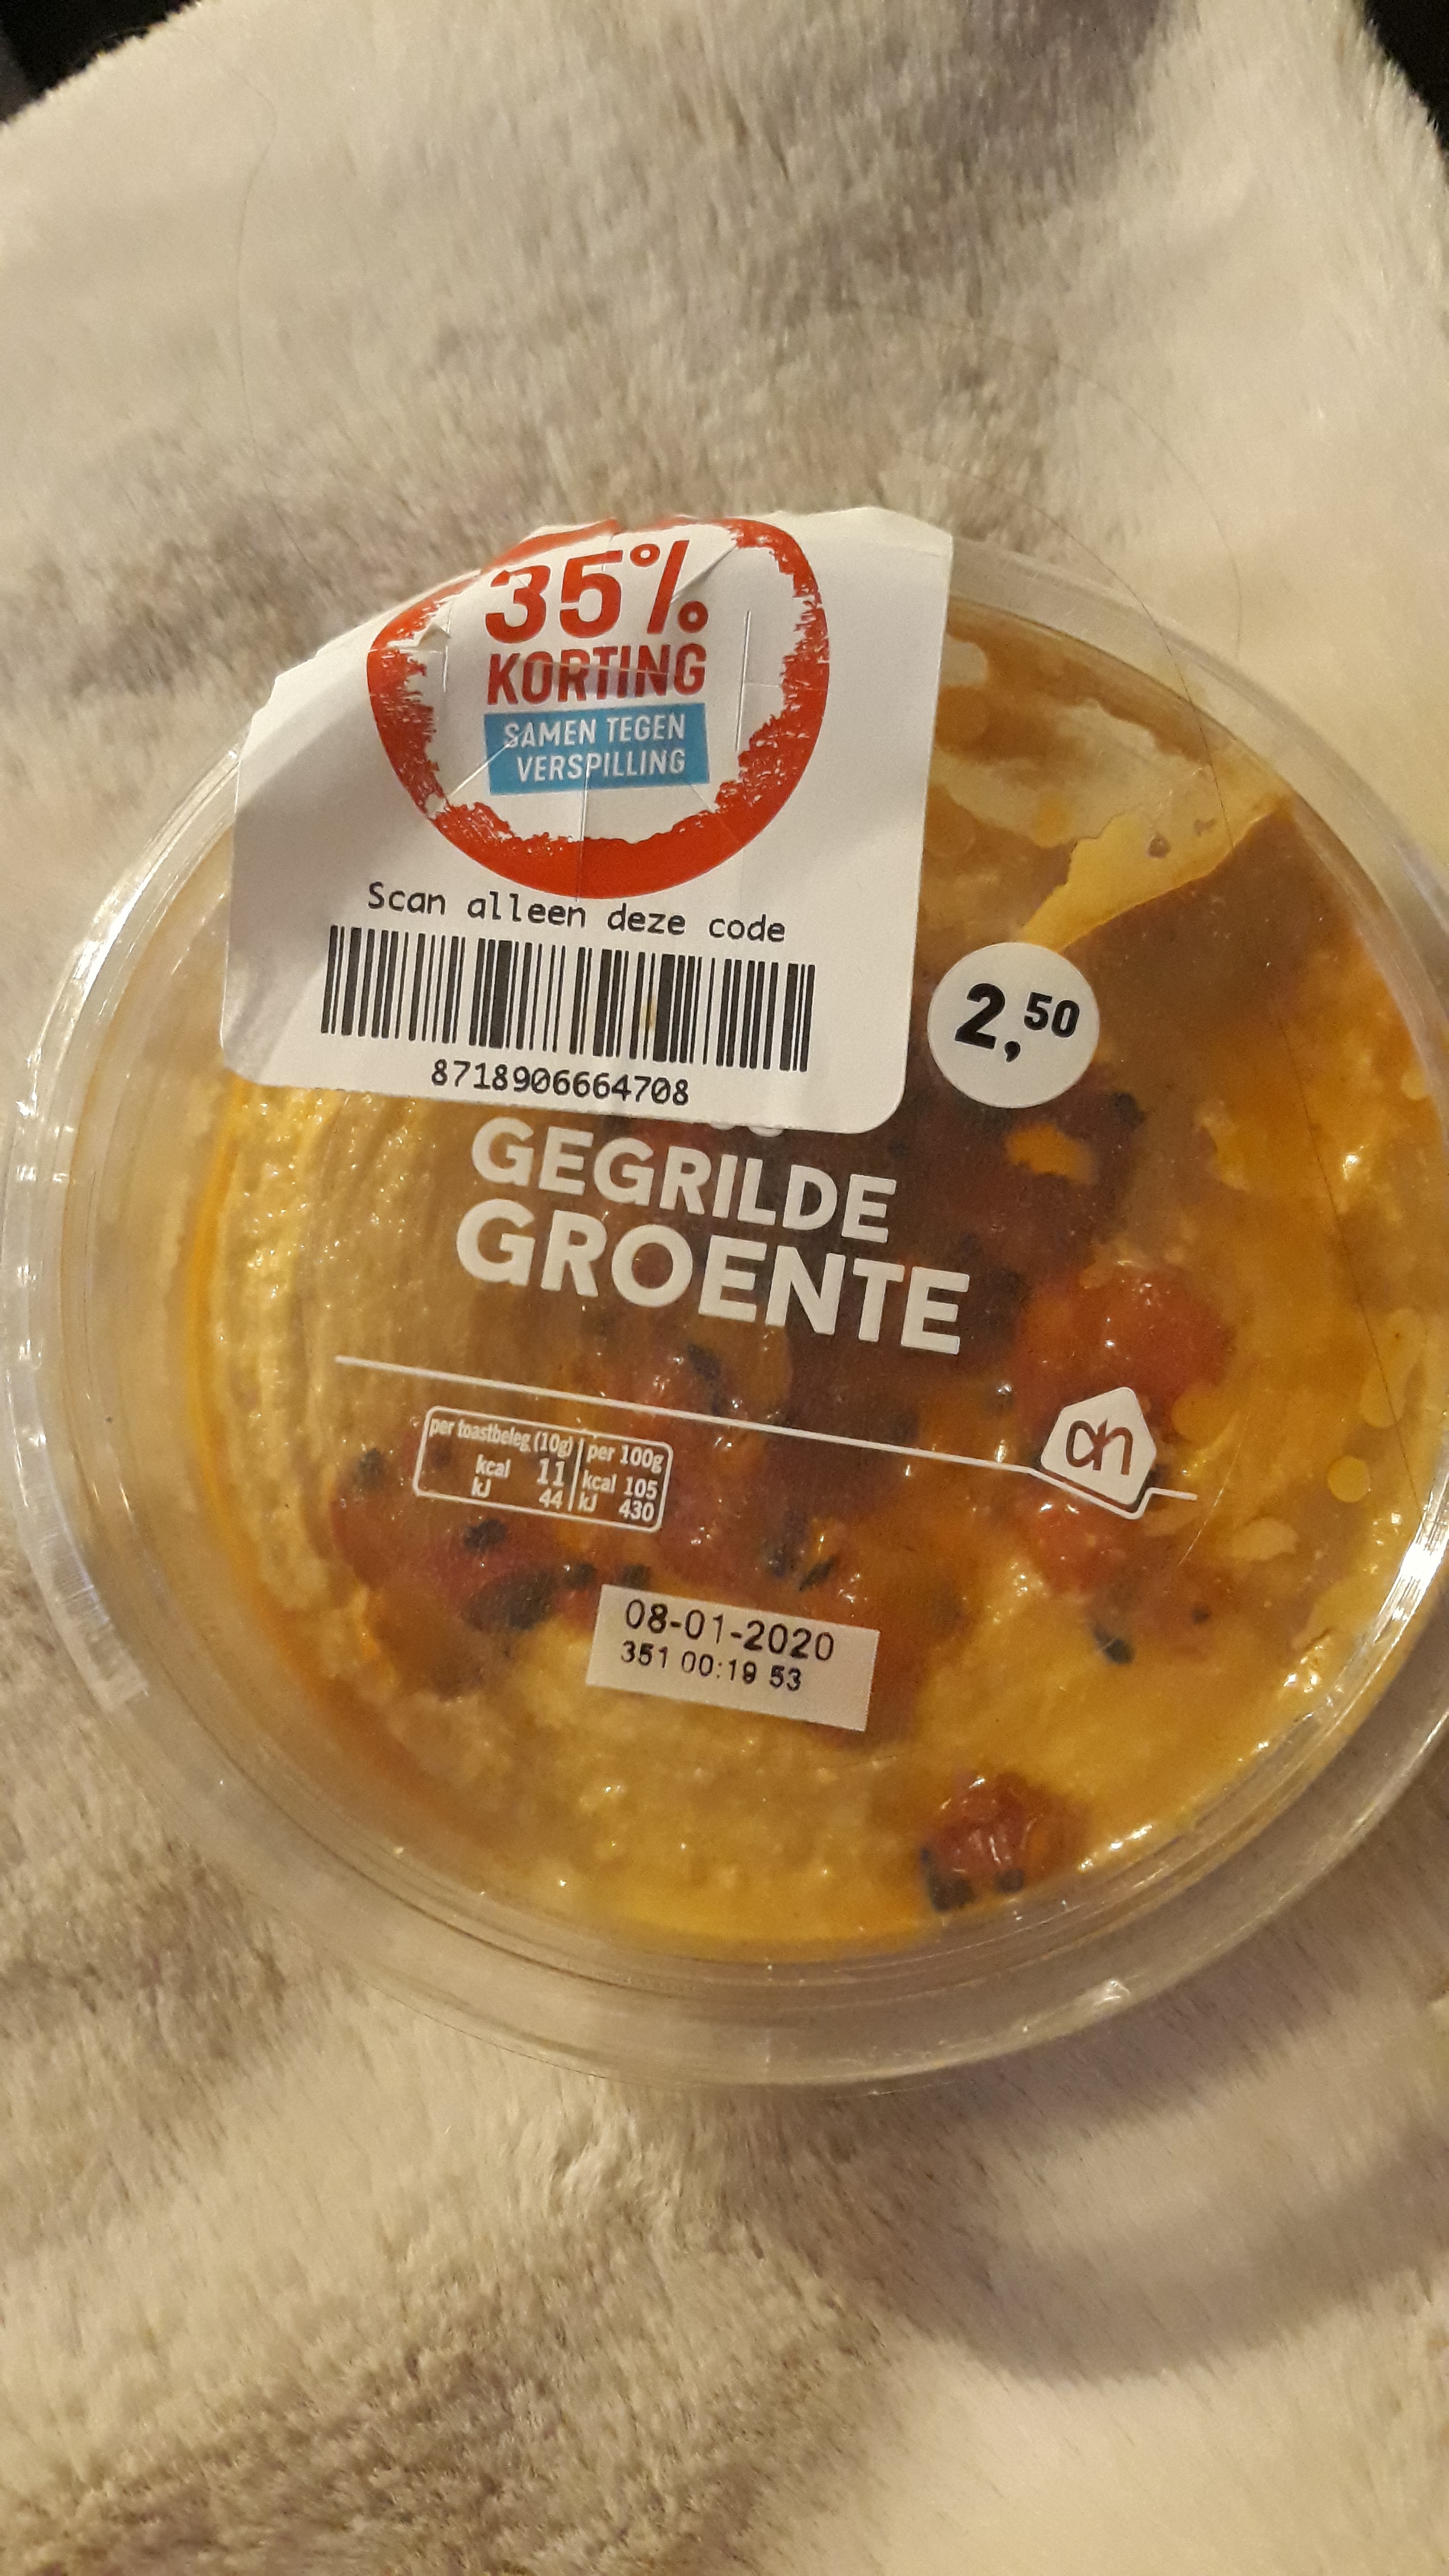 35%
KORTING
SAMEN TEGEN
VERSPILLING
Scan alleen deze code
8718906664708
2,50
GEGRILDE
GROENTE
ah
per toastbeleg (10g) per 100g
kcal 11 kcal 105
kJ 44 kJ 430
08-01-2020
351 00:19 53